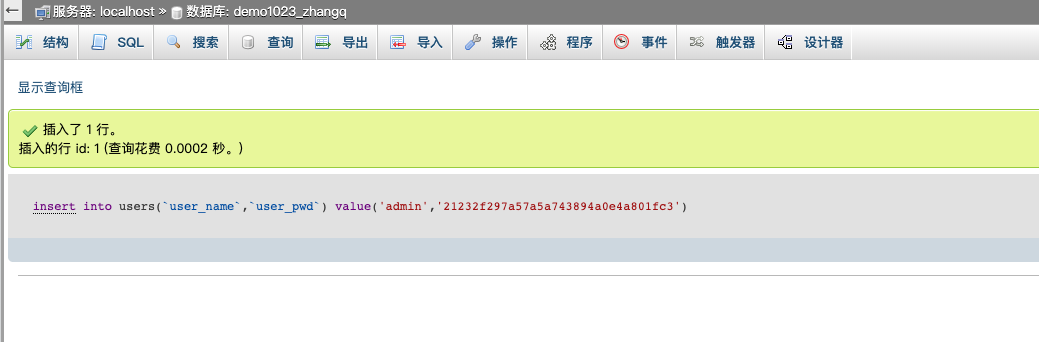 服务器: localhost » 数据库: demo1023_zhangq
结构 SQL 搜索 查询 导出 导入 操作 程序 事件 触发器 设计器
显示查询框
插入了 1 行。
插入的行 id: 1 (查询花费 0.0002 秒。)
insert into users(`user_name`,`user_pwd`) value('admin','21232f297a57a5a743894a0e4a801fc3')